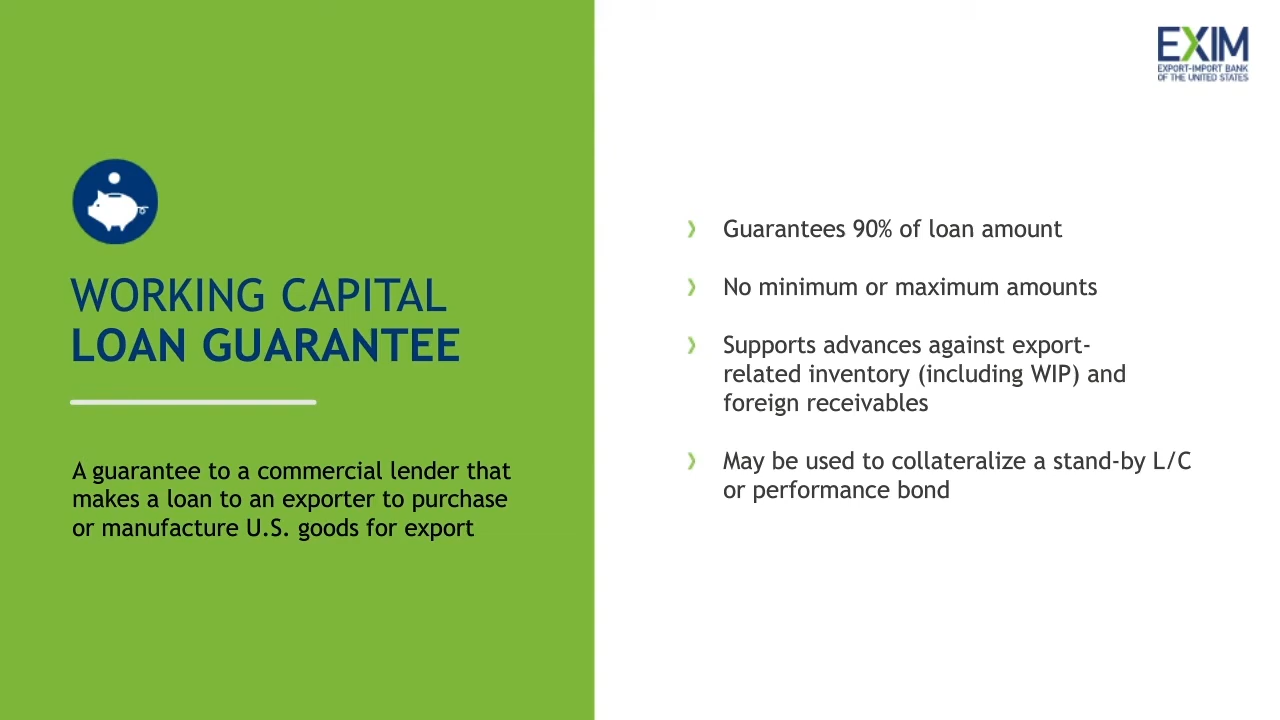 EXIM
EXPORT-IMPORT BANK
OF THE UNITED STATES
WORKING CAPITAL
LOAN GUARANTEE
A guarantee to a commercial lender that
makes a loan to an exporter to purchase
or manufacture U.S. goods for export
Guarantees 90% of loan amount
No minimum or maximum amounts
Supports advances against export-
related inventory (including WIP) and
foreign receivables
May be used to collateralize a stand-by L/C
or performance bond